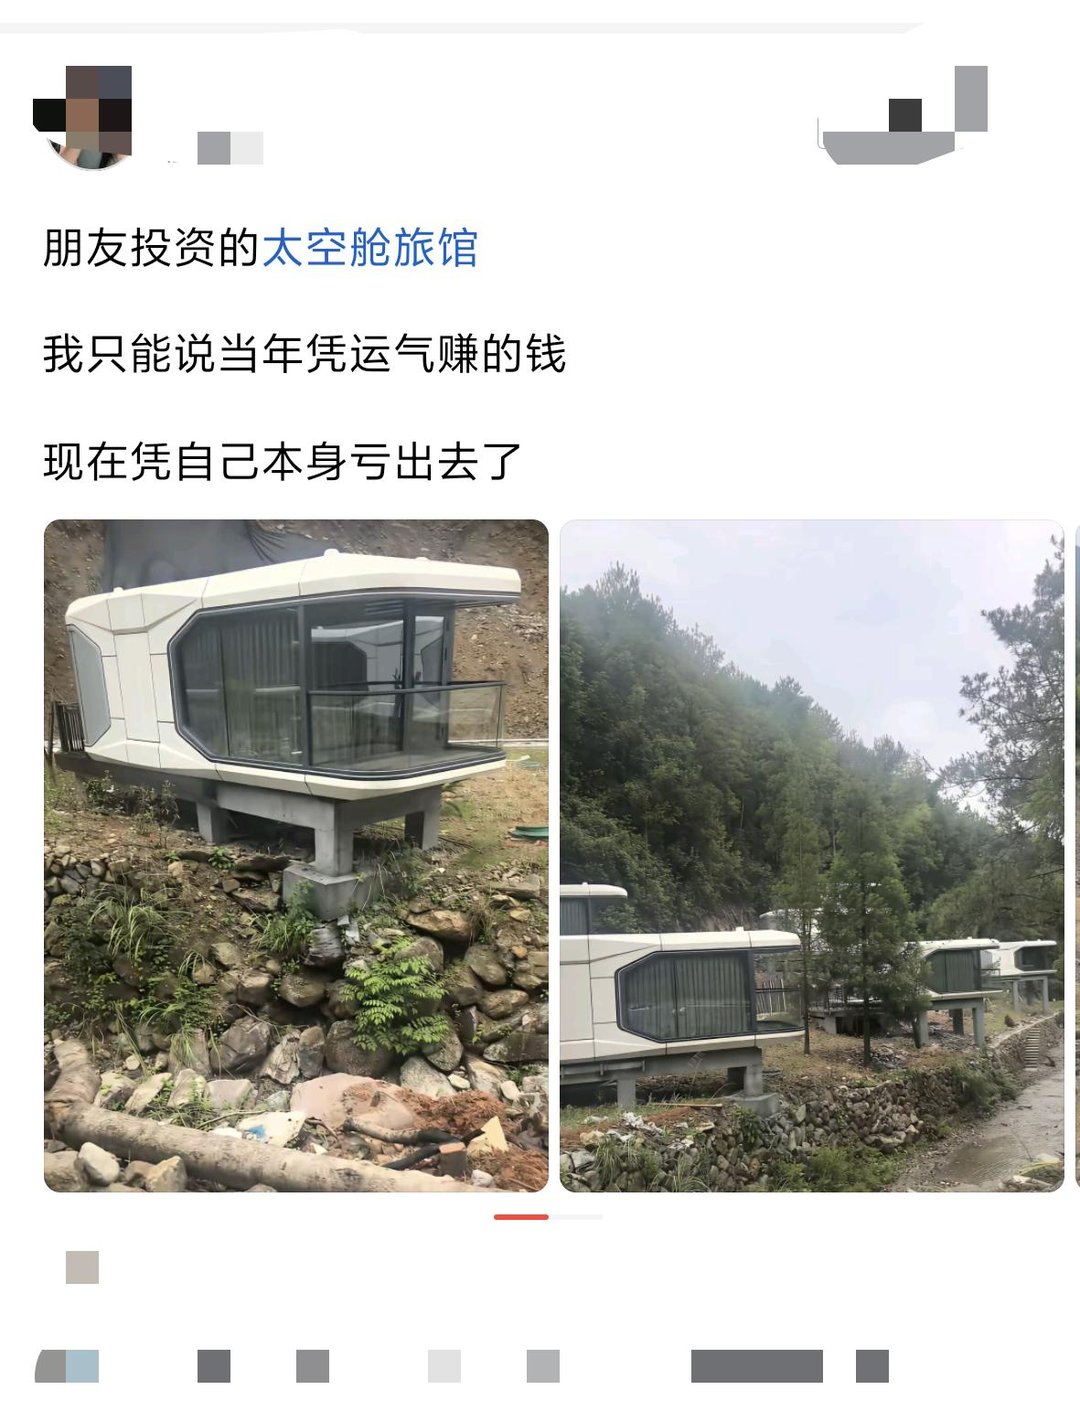 朋友投资的太空舱旅馆
我只能说当年凭运气赚的钱
现在凭自己本身亏出去了